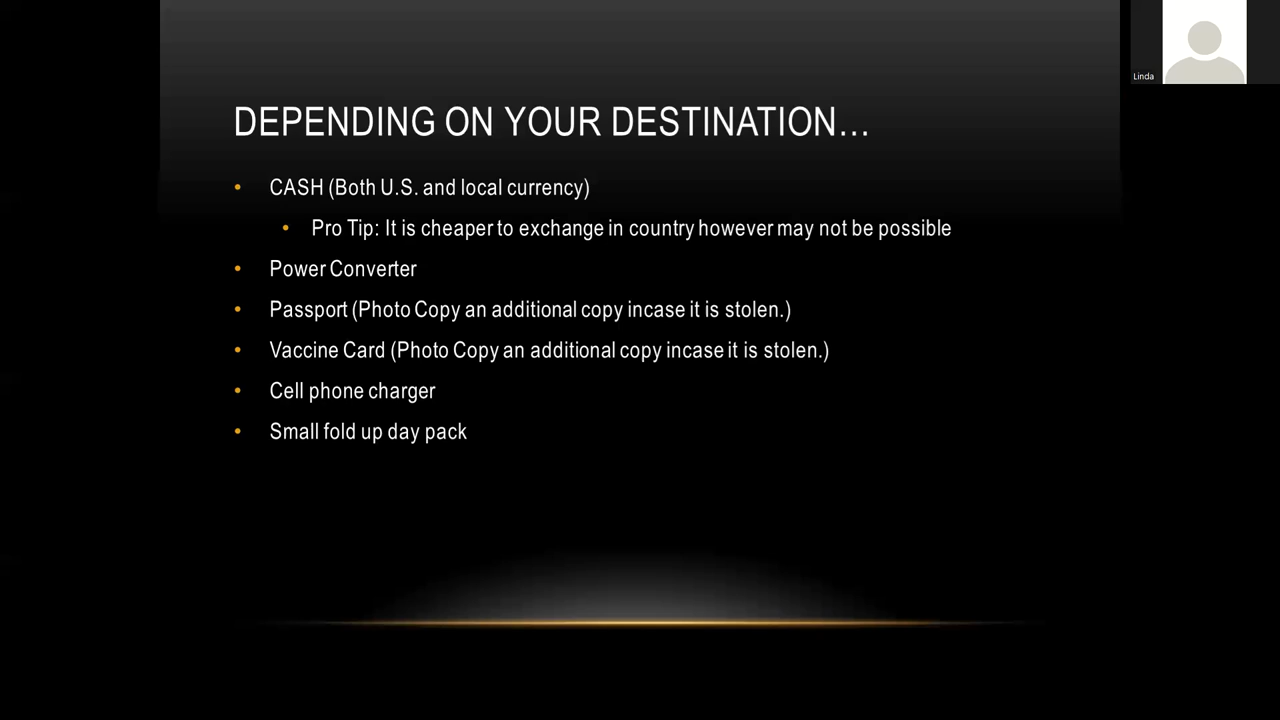 DEPENDING ON YOUR DESTINATION...
• CASH (Both U.S. and local currency)
• Pro Tip: It is cheaper to exchange in country however may not be possible
• Power Converter
• Passport (Photo Copy an additional copy incase it is stolen.)
• Vaccine Card (Photo Copy an additional copy incase it is stolen.)
• Cell phone charger
• Small fold up day pack
Linda